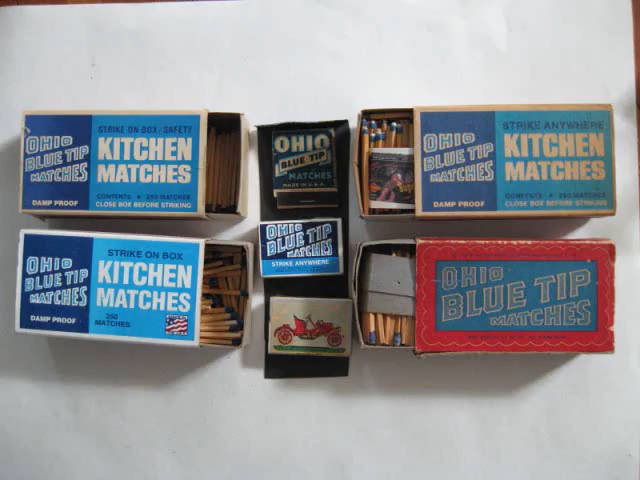 STRIKE ON BOX/SAFETY
OHIO
BLUE TIP
MATCHES
KITCHEN
MATCHES
DAMP PROOF
CONTENTS • 250 MATCHES
CLOSE BOX BEFORE STRIKING
STRIKE ON BOX
OHIO
BLUE TIP
MATCHES
KITCHEN
MATCHES
DAMP PROOF
250
MATCHES
OHIO
BLUE TIP
MATCHES
MADE IN U.S.A.
OHIO
BLUE TIP
MATCHES
STRIKE ANYWHERE
STRIKE ANYWHERE
OHIO
BLUE TIP
MATCHES
KITCHEN
MATCHES
DAMP PROOF
CONTENTS • 250 MATCHES
CLOSE BOX BEFORE STRIKING
OHIO
BLUE TIP
MATCHES